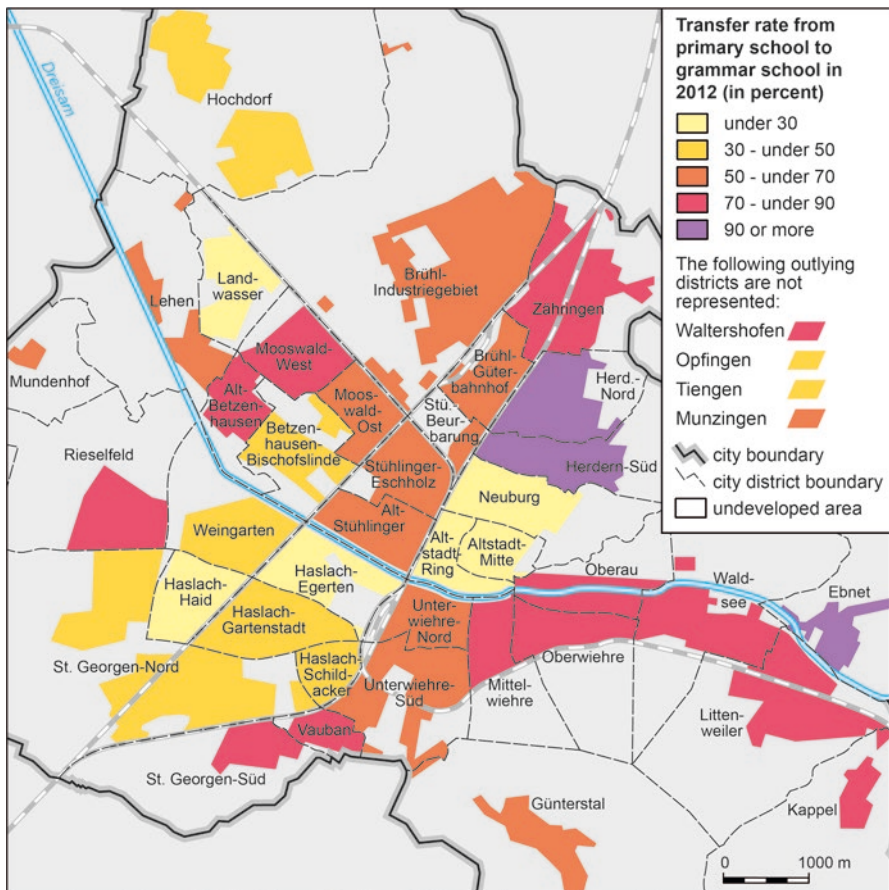 Transfer rate from
primary school to
grammar school in
2012 (in percent)
under 30
30 - under 50
50 - under 70
70 - under 90
90 or more
The following outlying
districts are not
represented:
Waltershofen
Opfingen
Tiengen
Munzingen
city boundary
city district boundary
undeveloped area
Dreisam
Hochdorf
Land-
wasser
Lehen
Brühl-
Industriegebiet
Zähringen
Mundenhof
Mooswald-
West
Alt-
Betzen-
hausen
Moos-
wald-
Ost
Brühl-
Güter-
bahnhof
Herd.-
Nord
Stü.-
Beur-
barung
Betzen-
hausen-
Bischofslinde
Rieselfeld
Stühlinger-
Eschholz
Herdern-Süd
Neuburg
Weingarten
Alt-
Stühlinger
Alt-
stadt-
Ring
Altstadt-
Mitte
Haslach-
Haid
Haslach-
Egerten
Oberau
Wald-
see
Ebnet
Haslach-
Gartenstadt
Unter-
wiehre-
Nord
St. Georgen-Nord
Haslach-
Schild-
acker
Unterwiehre-
Süd
Mittel-
wiehre
Oberwiehre
Litten-
weiler
Vauban
St. Georgen-Süd
Günterstal
Kappel
0 1000 m